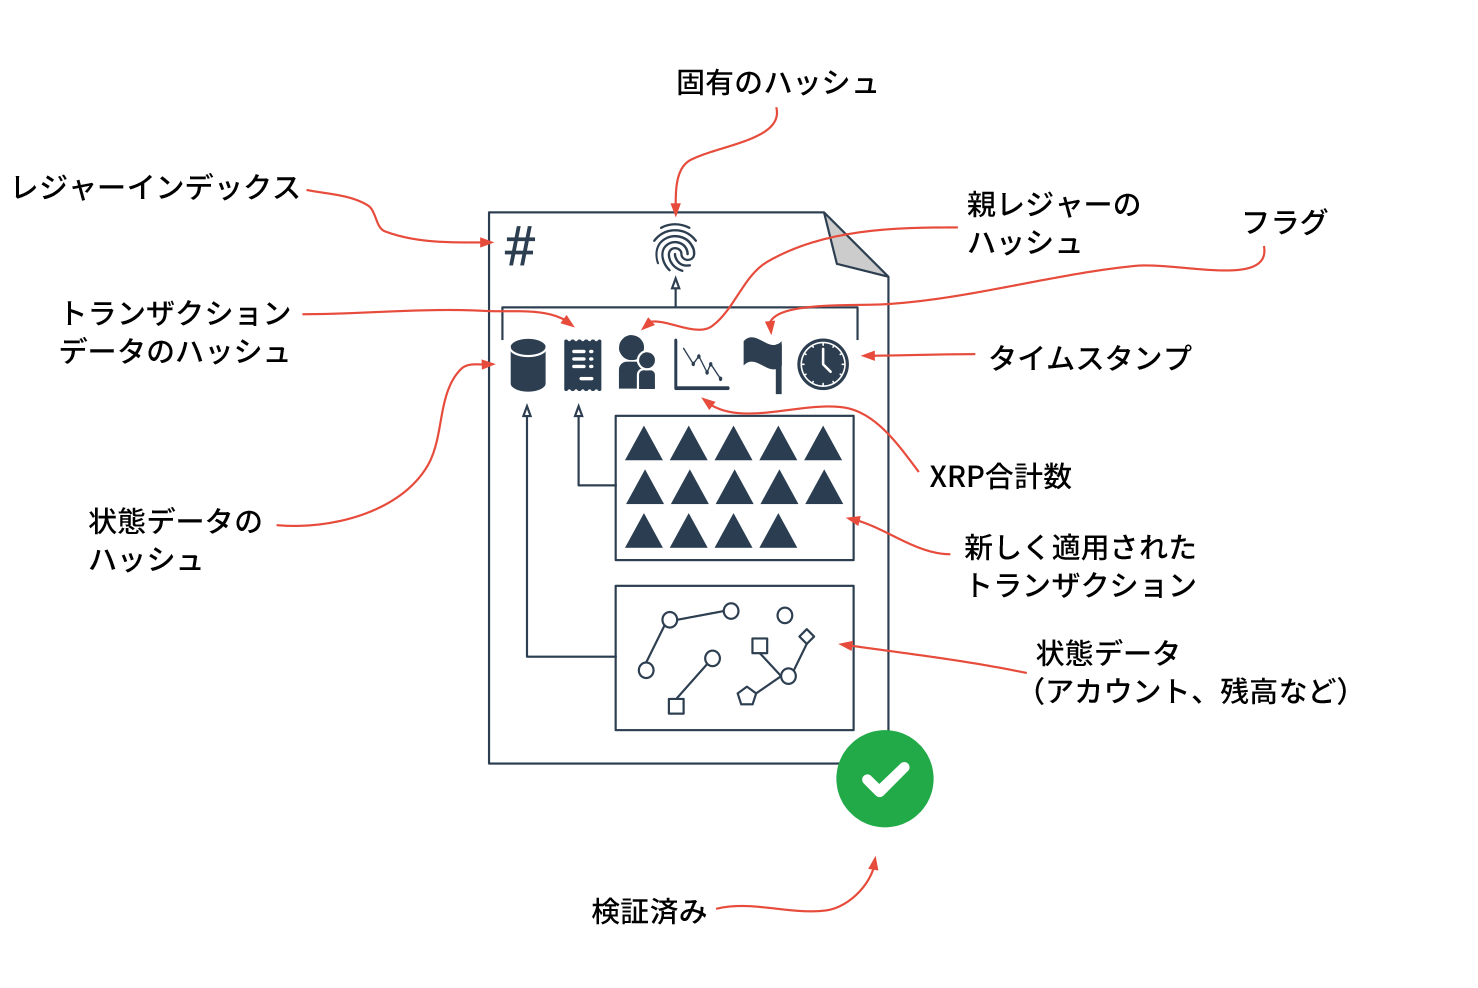 固有のハッシュ
レジャーインデックス
#
親レジャーの
ハッシュ
フラグ
トランザクション
データのハッシュ
タイムスタンプ
XRP合計数
状態データの
ハッシュ
新しく適用された
トランザクション
状態データ
（アカウント、残高など）
検証済み